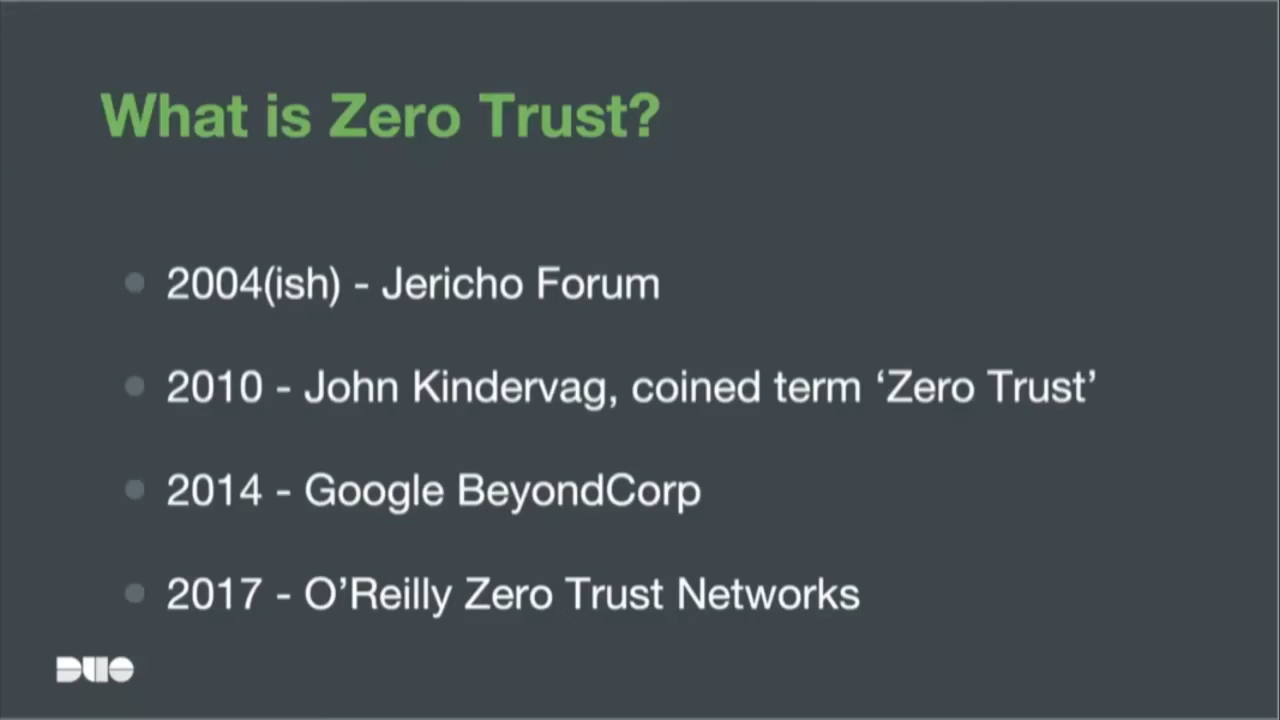 What is Zero Trust?
2004(ish) - Jericho Forum
2010 - John Kindervag, coined term ‘Zero Trust’
2014 - Google BeyondCorp
2017 - O’Reilly Zero Trust Networks
DUO